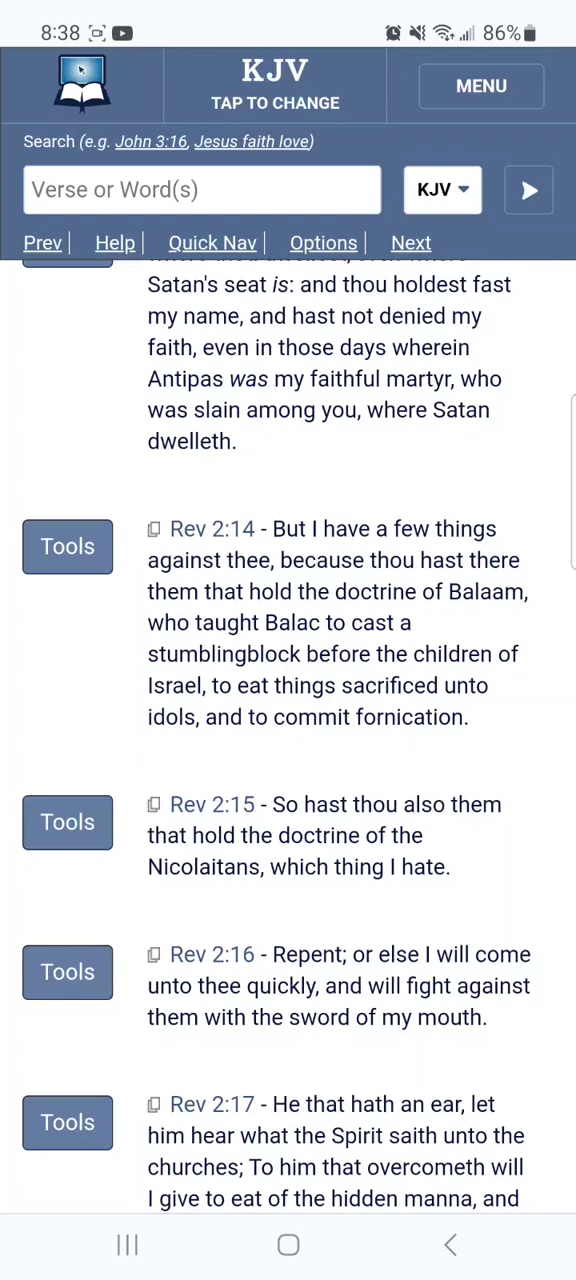 8:38 86%
KJV
TAP TO CHANGE
MENU
Search (e.g. John 3:16, Jesus faith love)
Verse or Word(s)
KJV
Prev | Help | Quick Nav | Options | Next
Satan's seat is: and thou holdest fast
my name, and hast not denied my
faith, even in those days wherein
Antipas was my faithful martyr, who
was slain among you, where Satan
dwelleth.
Tools
Rev 2:14 - But I have a few things
against thee, because thou hast there
them that hold the doctrine of Balaam,
who taught Balac to cast a
stumblingblock before the children of
Israel, to eat things sacrificed unto
idols, and to commit fornication.
Tools
Rev 2:15 - So hast thou also them
that hold the doctrine of the
Nicolaitans, which thing I hate.
Tools
Rev 2:16 - Repent; or else I will come
unto thee quickly, and will fight against
them with the sword of my mouth.
Tools
Rev 2:17 - He that hath an ear, let
him hear what the Spirit saith unto the
churches; To him that overcometh will
I give to eat of the hidden manna, and